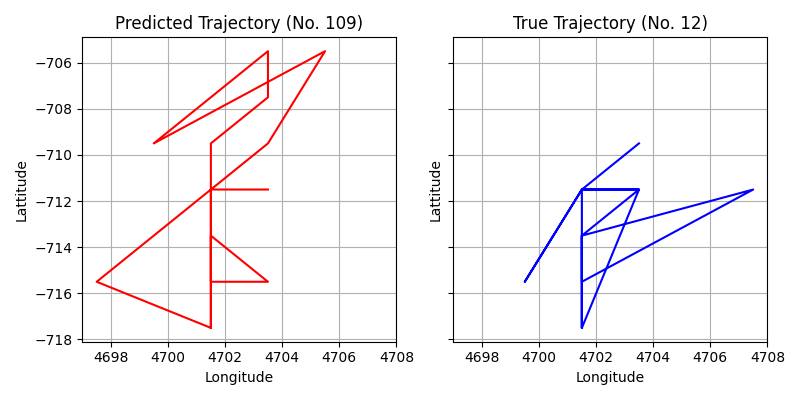 Predicted Trajectory (No. 109)
True Trajectory (No. 12)
−706
−708
−710
−712
−714
−716
−718
Lattitude
Lattitude
4698 4700 4702 4704 4706 4708
4698 4700 4702 4704 4706 4708
Longitude
Longitude